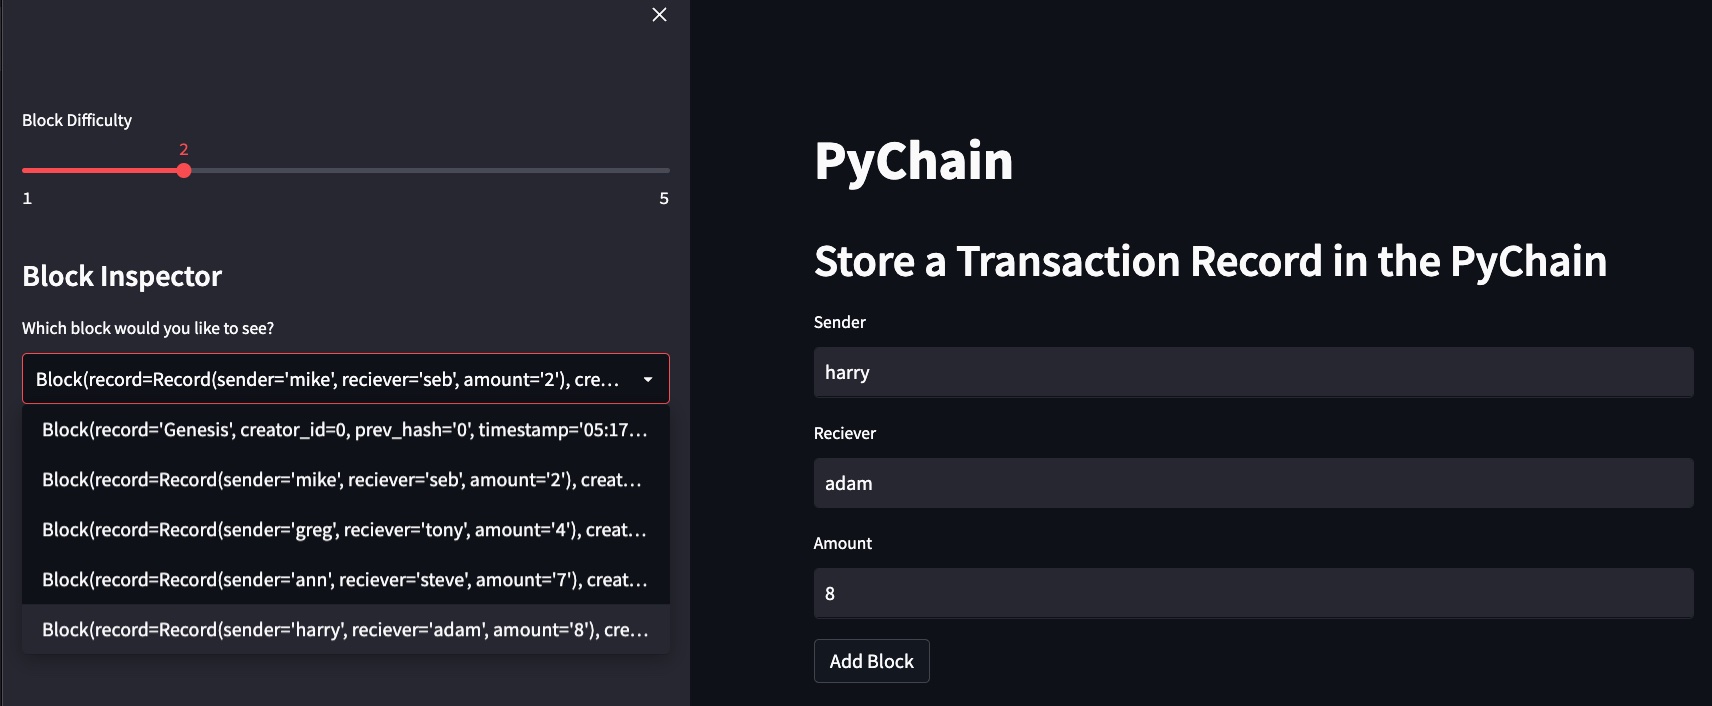 Block Difficulty
2
1
5
Block Inspector
Which block would you like to see?
Block(record=Record(sender='mike', reciever='seb', amount='2'), cre...
Block(record='Genesis', creator_id=0, prev_hash='0', timestamp='05:17...
Block(record=Record(sender='mike', reciever='seb', amount='2'), creat...
Block(record=Record(sender='greg', reciever='tony', amount='4'), creat...
Block(record=Record(sender='ann', reciever='steve', amount='7'), creat...
Block(record=Record(sender='harry', reciever='adam', amount='8'), cre...
PyChain
Store a Transaction Record in the PyChain
Sender
harry
Reciever
adam
Amount
8
Add Block